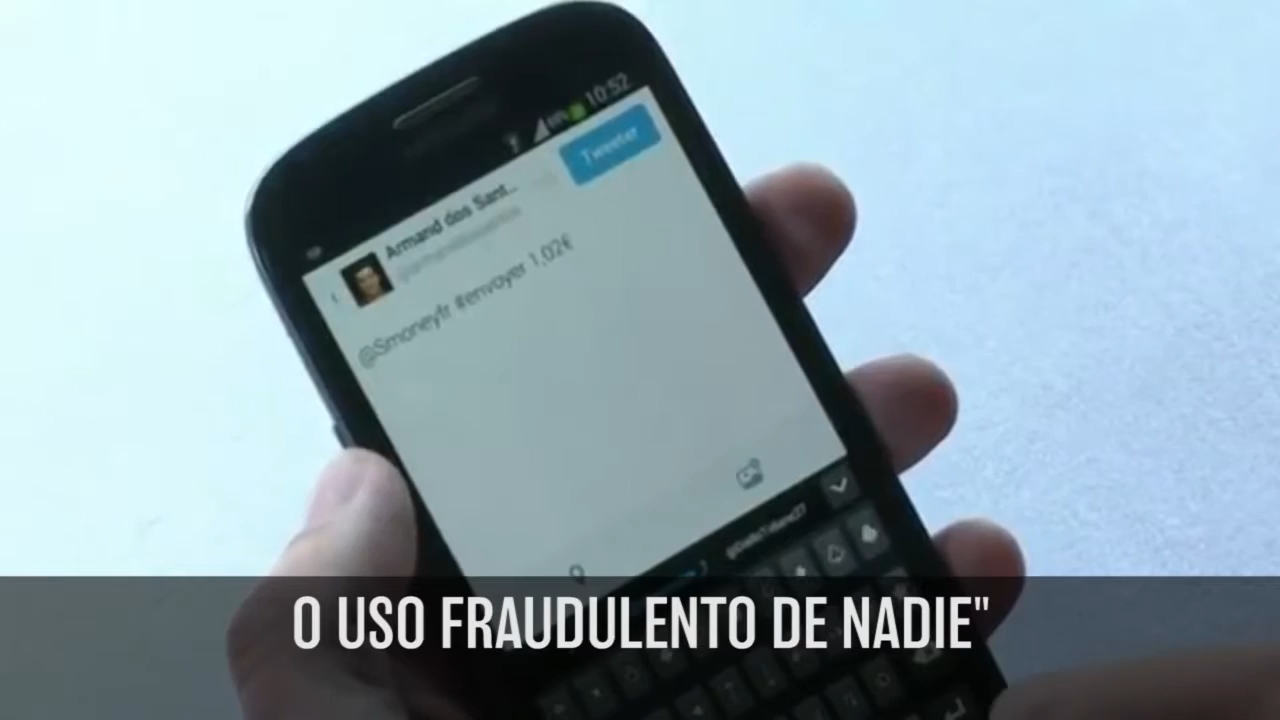 10:52
Tweeter
Armand dos Sant...
@Smoneyfr #envoyer 1,02€
O USO FRAUDULENTO DE NADIE"